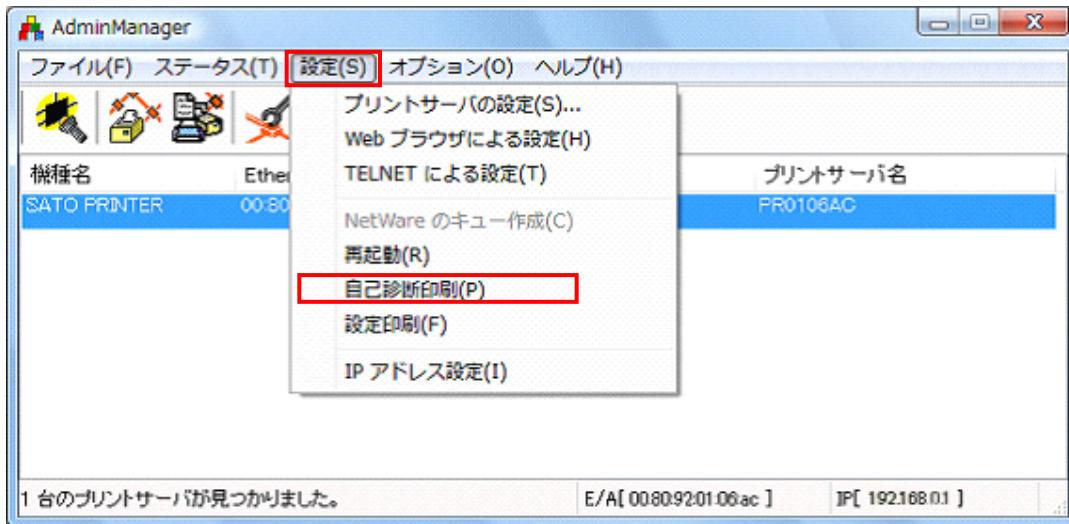 AdminManager
ファイル(F) ステータス(T) 設定(S) オプション(O) ヘルプ(H)
プリントサーバの設定(S)...
Web ブラウザによる設定(H)
TELNET による設定(T)
NetWare のキュー作成(C)
再起動(R)
自己診断印刷(P)
設定印刷(F)
IP アドレス設定(I)
機種名 Ether プリントサーバ名
SATO PRINTER 00:80 PR0106AC
1 台のプリントサーバが見つかりました。 E/A[ 00:80:92:01:06:ac ] IP[ 192.168.0.1 ]